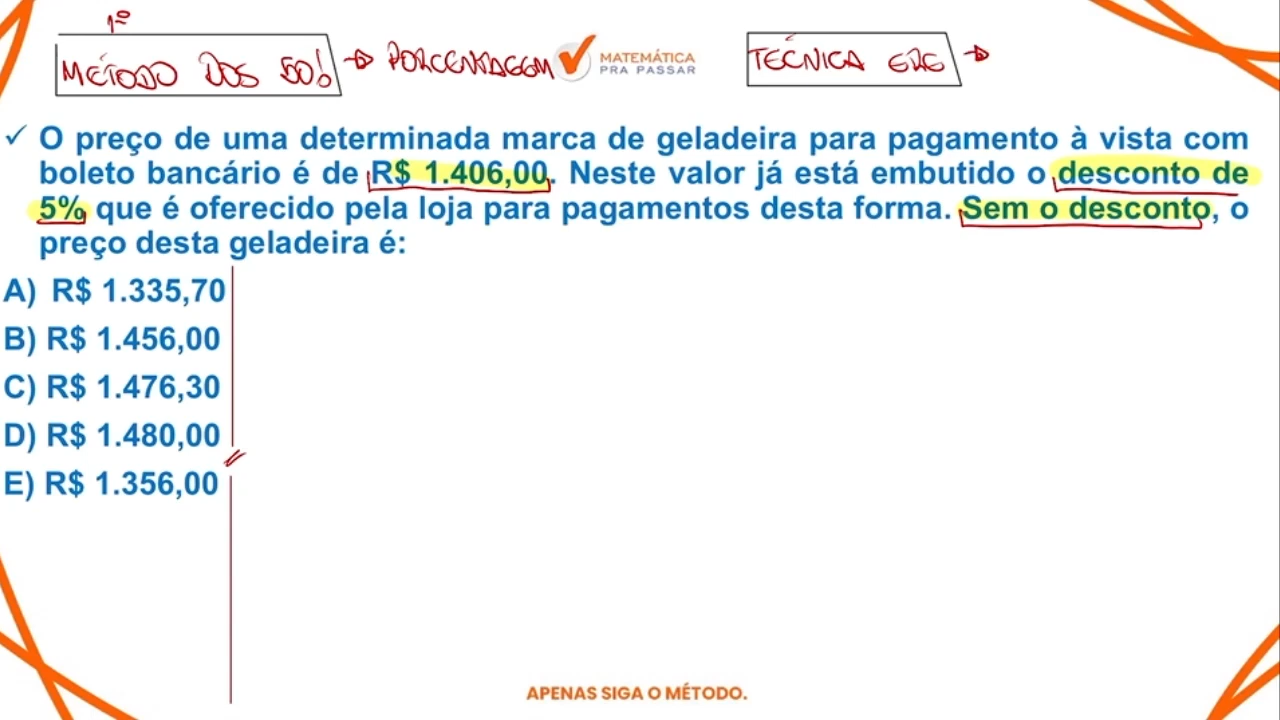 1º
MÉTODO DOS 50! → PORCENTAGEM
MATEMÁTICA
PRA PASSAR
TÉCNICA ERE →
✓ O preço de uma determinada marca de geladeira para pagamento à vista com
boleto bancário é de R$ 1.406,00. Neste valor já está embutido o desconto de
5% que é oferecido pela loja para pagamentos desta forma. Sem o desconto, o
preço desta geladeira é:
A) R$ 1.335,70
B) R$ 1.456,00
C) R$ 1.476,30
D) R$ 1.480,00
E) R$ 1.356,00
APENAS SIGA O MÉTODO.